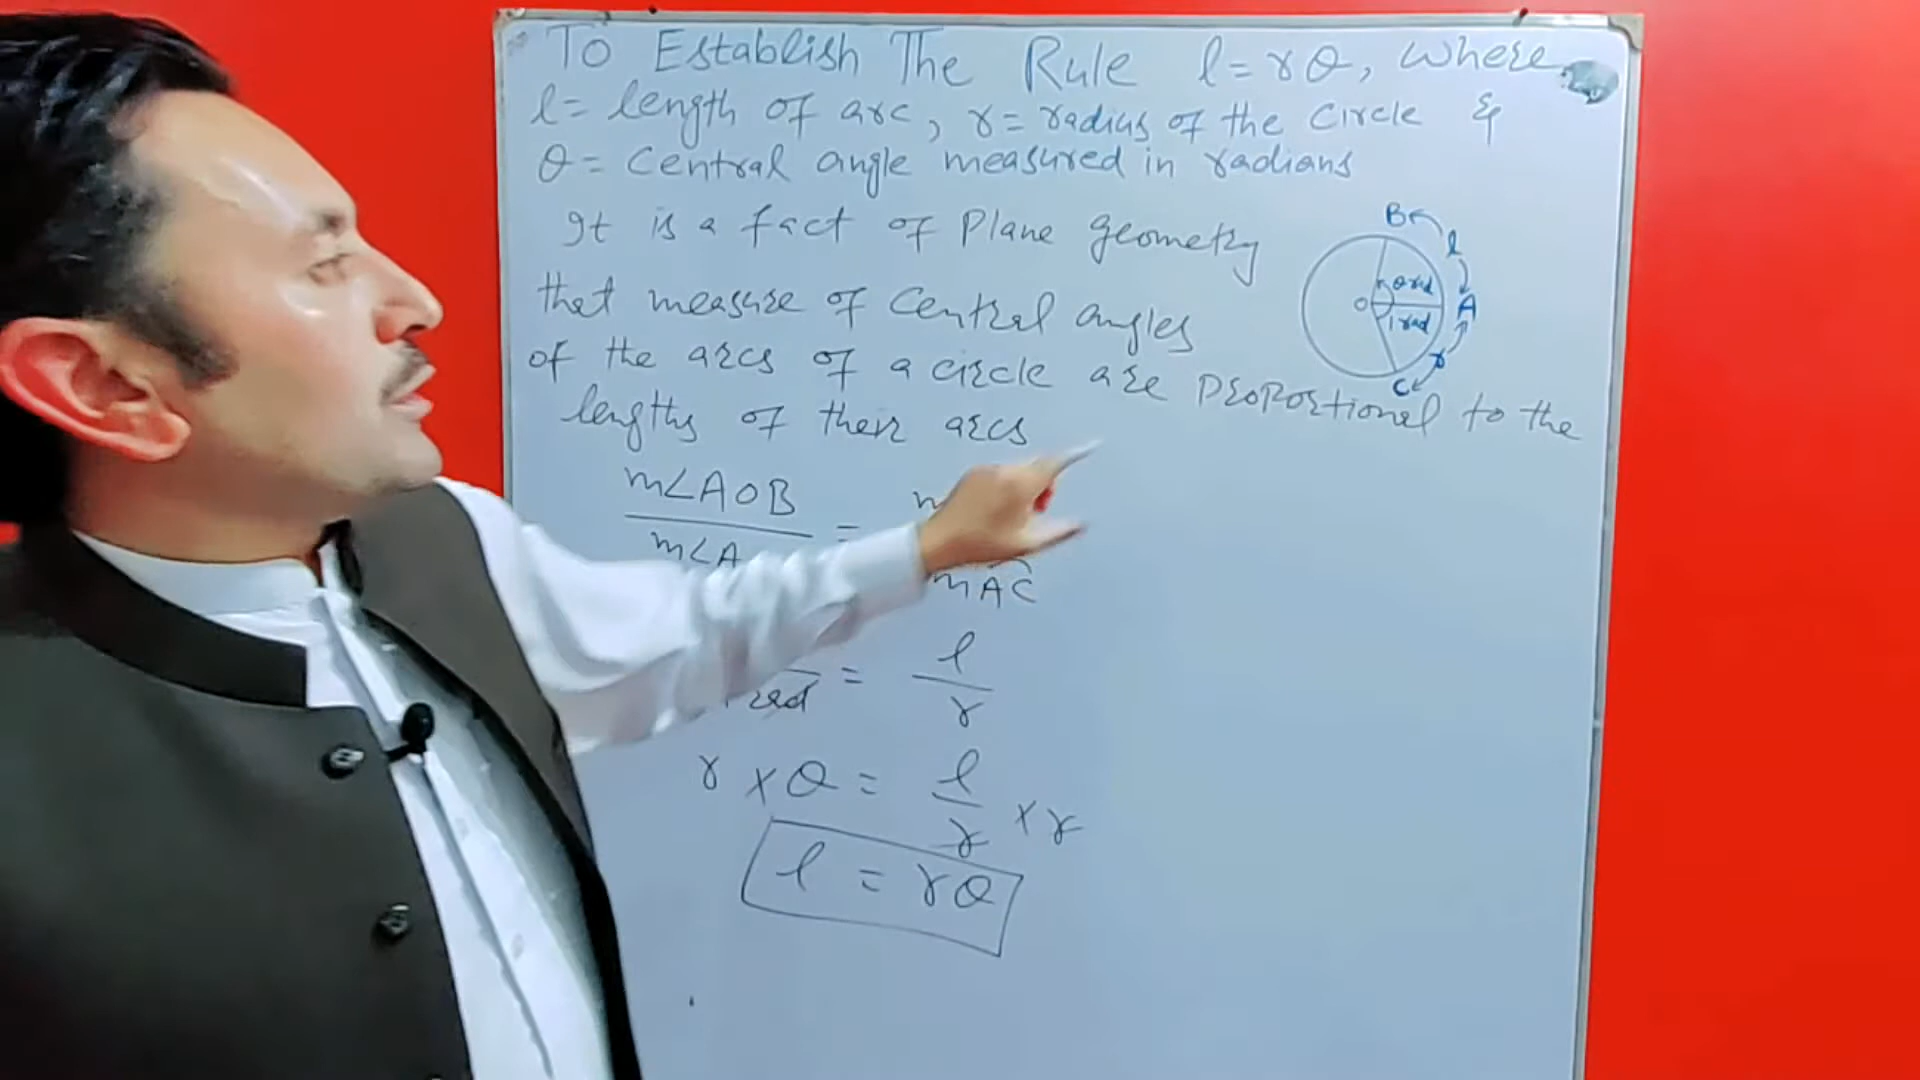 To Establish The Rule l = rθ, where
l = length of arc, r = radius of the circle &
θ = Central angle measured in radians
It is a fact of Plane geometry
that measure of Central angles
of the arcs of a circle are proportional to the
lengths of their arcs
B
l
θ rad
O
A
1 rad
r
C
m∠AOB
=
m∠A
mAC
l
rad =
r
r × θ = l/r × r
l = rθ